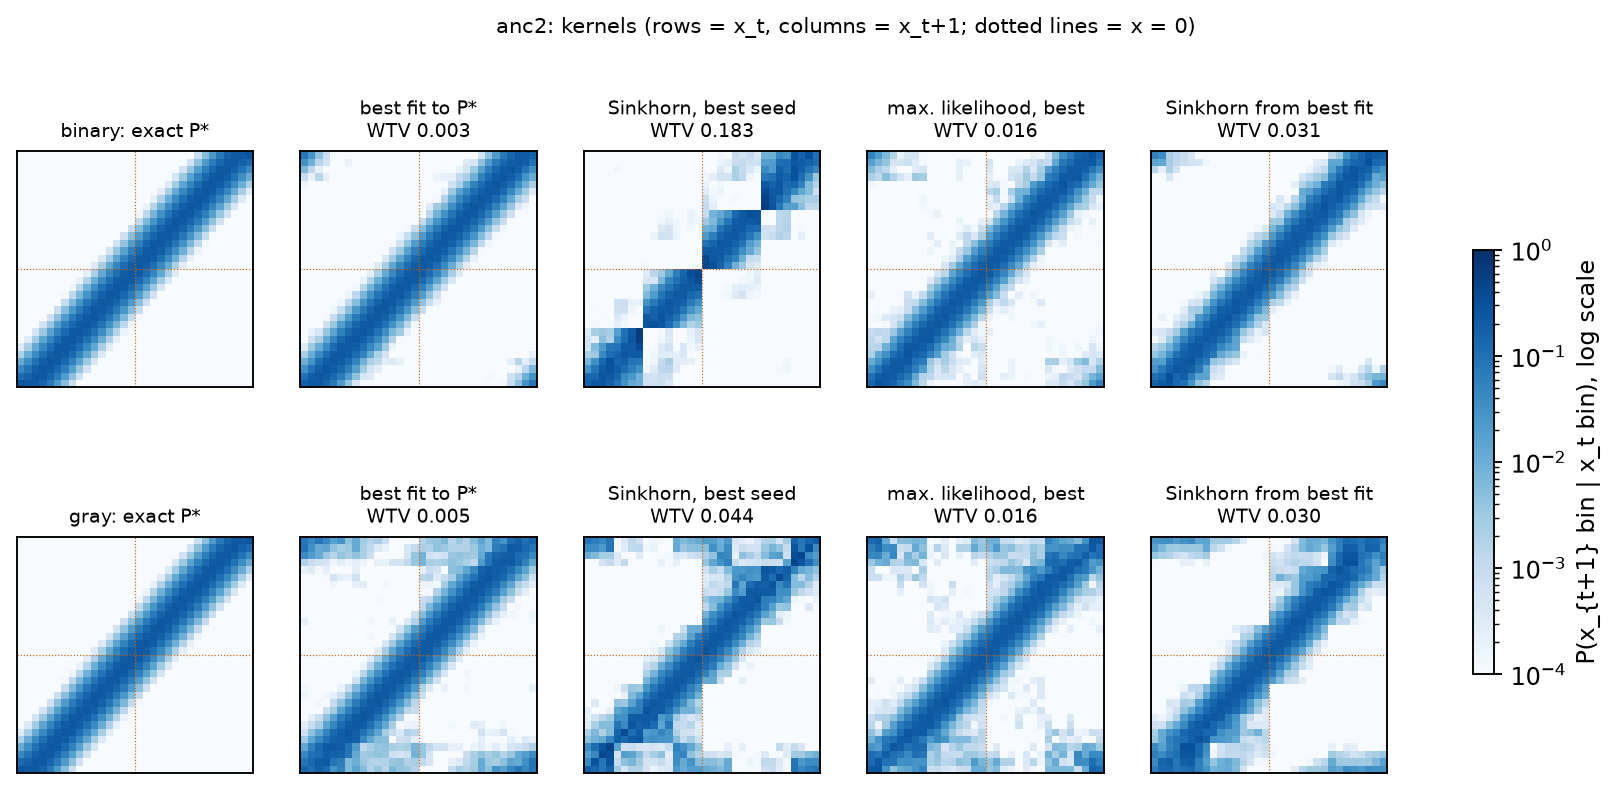 anc2: kernels (rows = x_t, columns = x_t+1; dotted lines = x = 0)
binary: exact P*
best fit to P*
WTV 0.003
Sinkhorn, best seed
WTV 0.183
max. likelihood, best
WTV 0.016
Sinkhorn from best fit
WTV 0.031
gray: exact P*
best fit to P*
WTV 0.005
Sinkhorn, best seed
WTV 0.044
max. likelihood, best
WTV 0.016
Sinkhorn from best fit
WTV 0.030
10⁰
10⁻¹
10⁻²
10⁻³
10⁻⁴
P(x_{t+1} bin | x_t bin), log scale